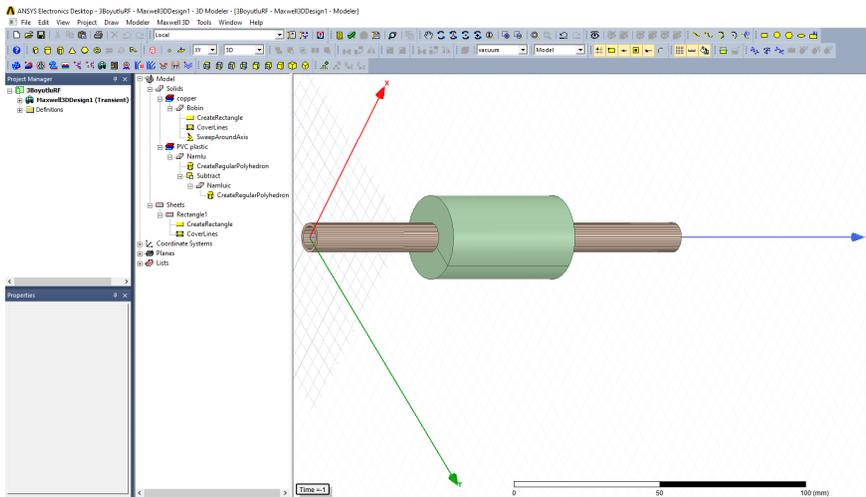 ANSYS Electronics Desktop - 3BoyutluRF - Maxwell3DDesign1 - 3D Modeler - [3BoyutluRF - Maxwell3DDesign1 - Modeler]
File Edit View Project Draw Modeler Maxwell 3D Tools Window Help
Local
XY 3D vacuum Model
Project Manager
3BoyutluRF
Maxwell3DDesign1 (Transient)
Definitions
Properties
Model
Solids
copper
Bobin
CreateRectangle
CoverLines
SweepAroundAxis
PVC plastic
Namlu
CreateRegularPolyhedron
Subtract
Namluic
CreateRegularPolyhedron
Sheets
Rectangle1
CreateRectangle
CoverLines
Coordinate Systems
Planes
Lists
X
Y
Time =-1
0 50 100 (mm)